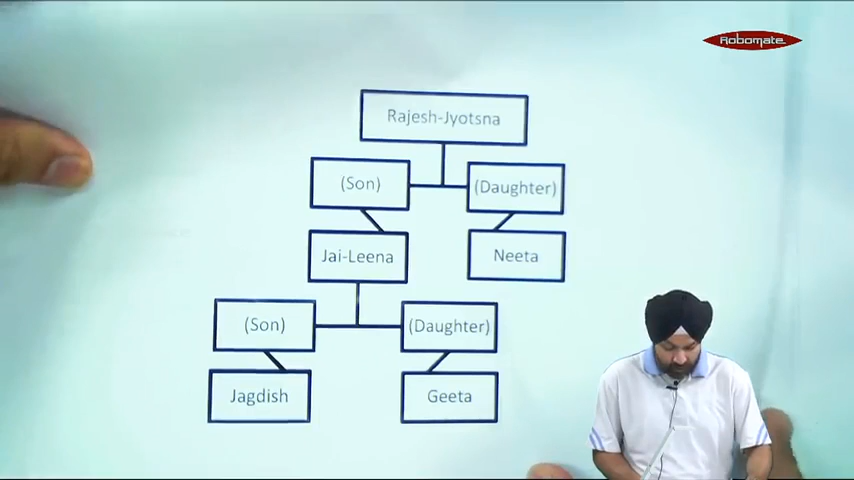 Robomate
Rajesh-Jyotsna
(Son)
(Daughter)
Jai-Leena
Neeta
(Son)
(Daughter)
Jagdish
Geeta